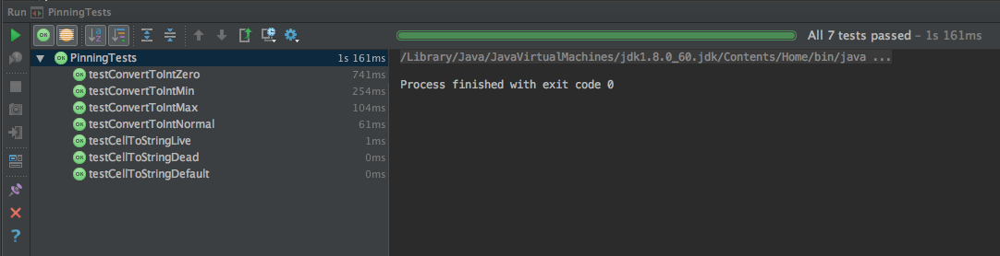 Run PinningTests
All 7 tests passed – 1s 161ms
PinningTests 1s 161ms
testConvertToIntZero 741ms
testConvertToIntMin 254ms
testConvertToIntMax 104ms
testConvertToIntNormal 61ms
testCellToStringLive 1ms
testCellToStringDead 0ms
testCellToStringDefault 0ms
/Library/Java/JavaVirtualMachines/jdk1.8.0_60.jdk/Contents/Home/bin/java ...
Process finished with exit code 0